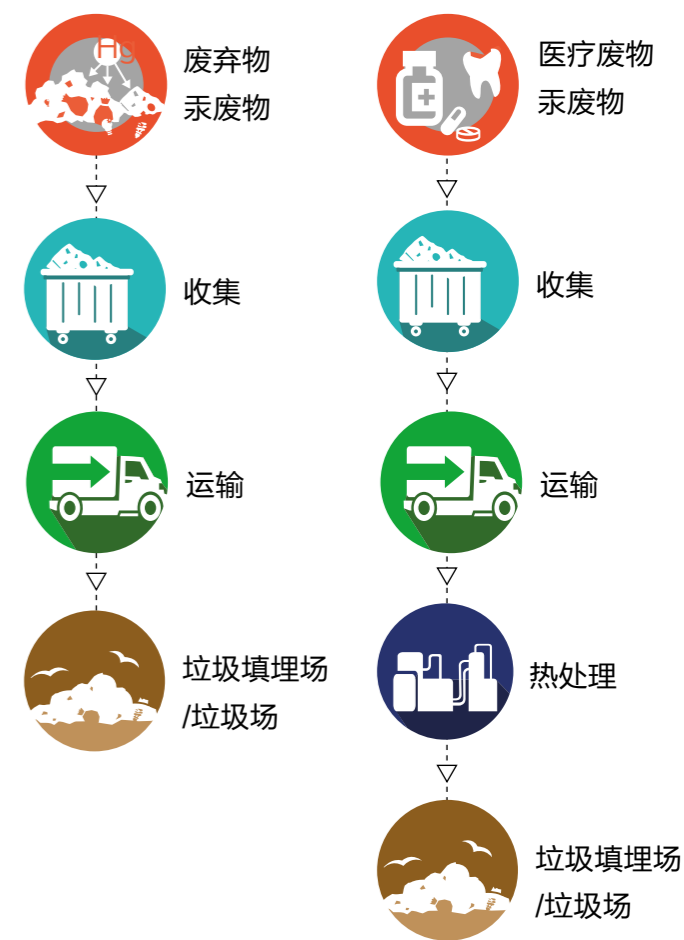 Hg
废弃物
汞废物
收集
运输
垃圾填埋场
/垃圾场
医疗废物
汞废物
收集
运输
热处理
垃圾填埋场
/垃圾场